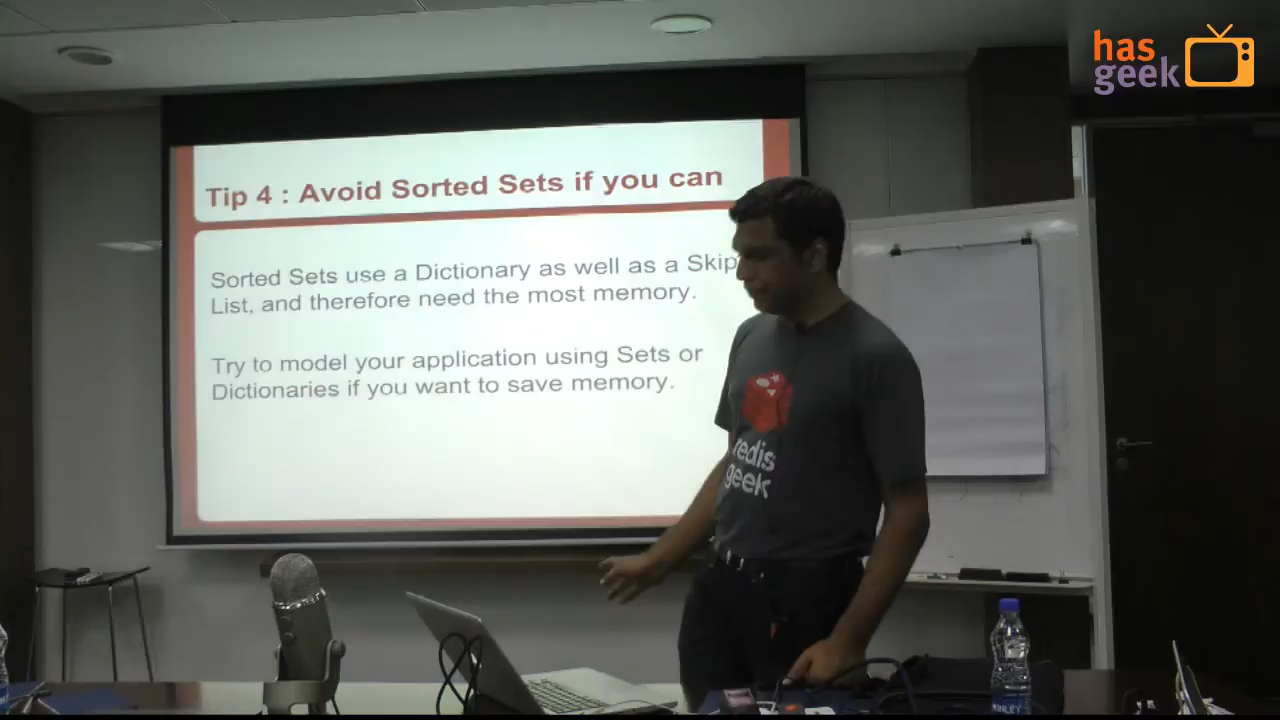 has
geek
Tip 4 : Avoid Sorted Sets if you can
Sorted Sets use a Dictionary as well as a Skip
List, and therefore need the most memory.
Try to model your application using Sets or
Dictionaries if you want to save memory.
redis
geek